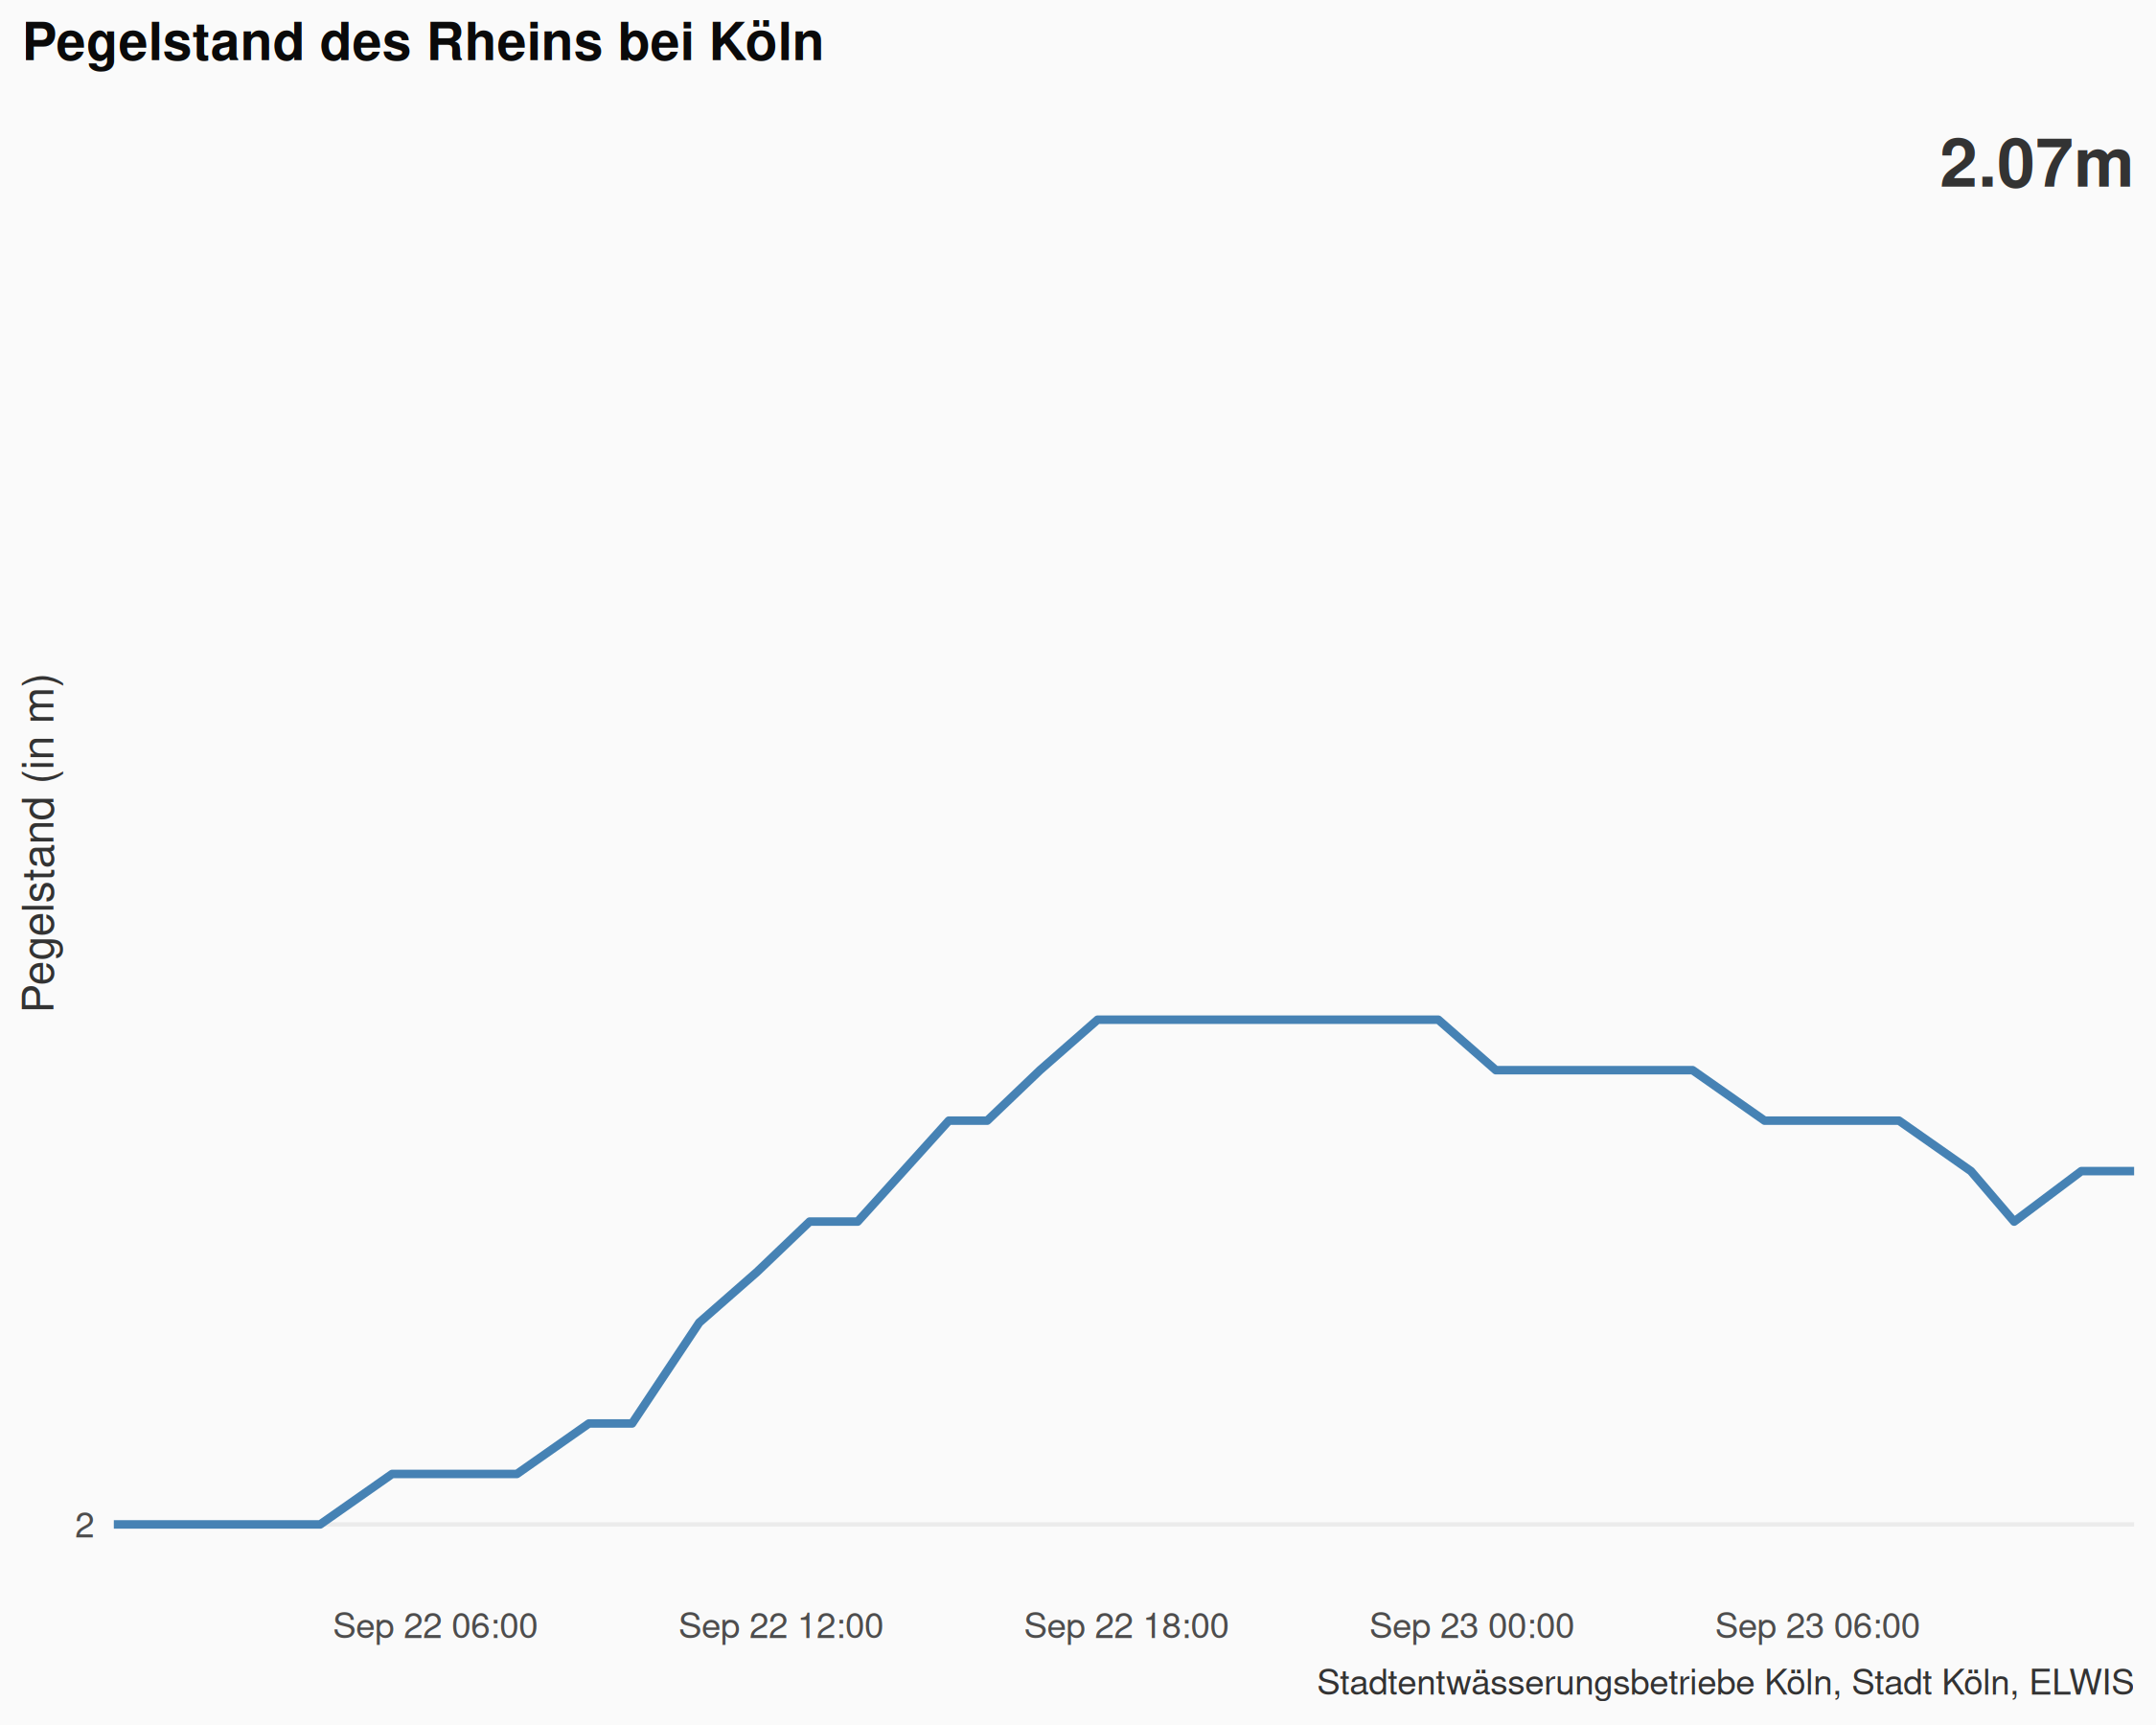 Pegelstand des Rheins bei Köln
2.07m
Pegelstand (in m)
2
Sep 22 06:00 Sep 22 12:00 Sep 22 18:00 Sep 23 00:00 Sep 23 06:00
Stadtentwässerungsbetriebe Köln, Stadt Köln, ELWIS